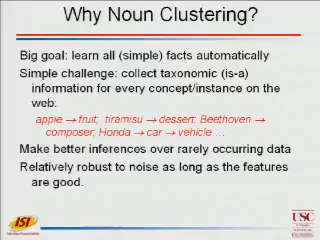 Why Noun Clustering?
Big goal: learn all (simple) facts automatically
Simple challenge: collect taxonomic (is-a)
information for every concept/instance on the
web:
apple → fruit; tiramisu → dessert; Beethoven →
composer; Honda → car → vehicle …
Make better inferences over rarely occurring data
Relatively robust to noise as long as the features
are good.
ISI
USC